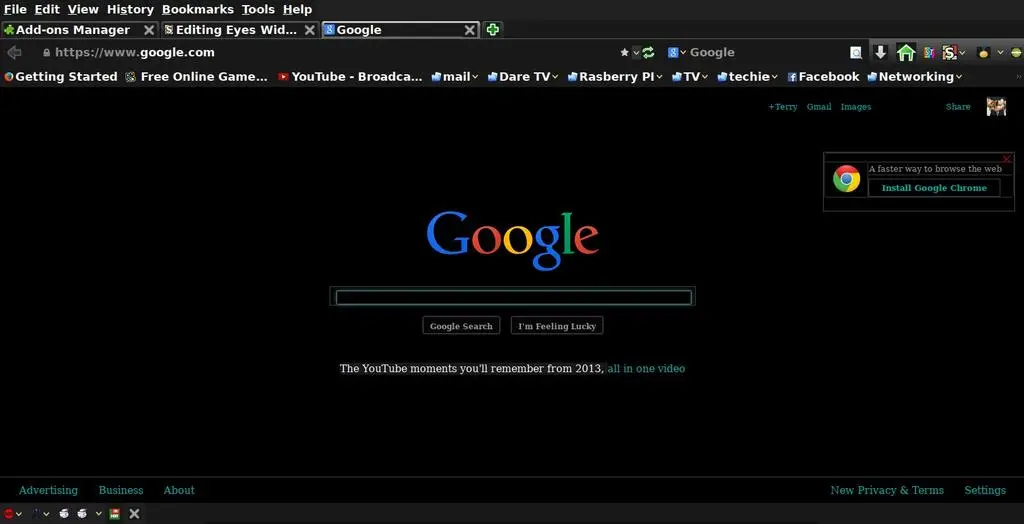 File Edit View History Bookmarks Tools Help
Add-ons Manager Editing Eyes Wid... Google
https://www.google.com Google
Getting Started Free Online Game... YouTube - Broadca... mail Dare TV Rasberry PI TV techie Facebook Networking
+Terry Gmail Images Share
A faster way to browse the web
Install Google Chrome
Google
Google Search I'm Feeling Lucky
The YouTube moments you'll remember from 2013, all in one video
Advertising Business About New Privacy & Terms Settings